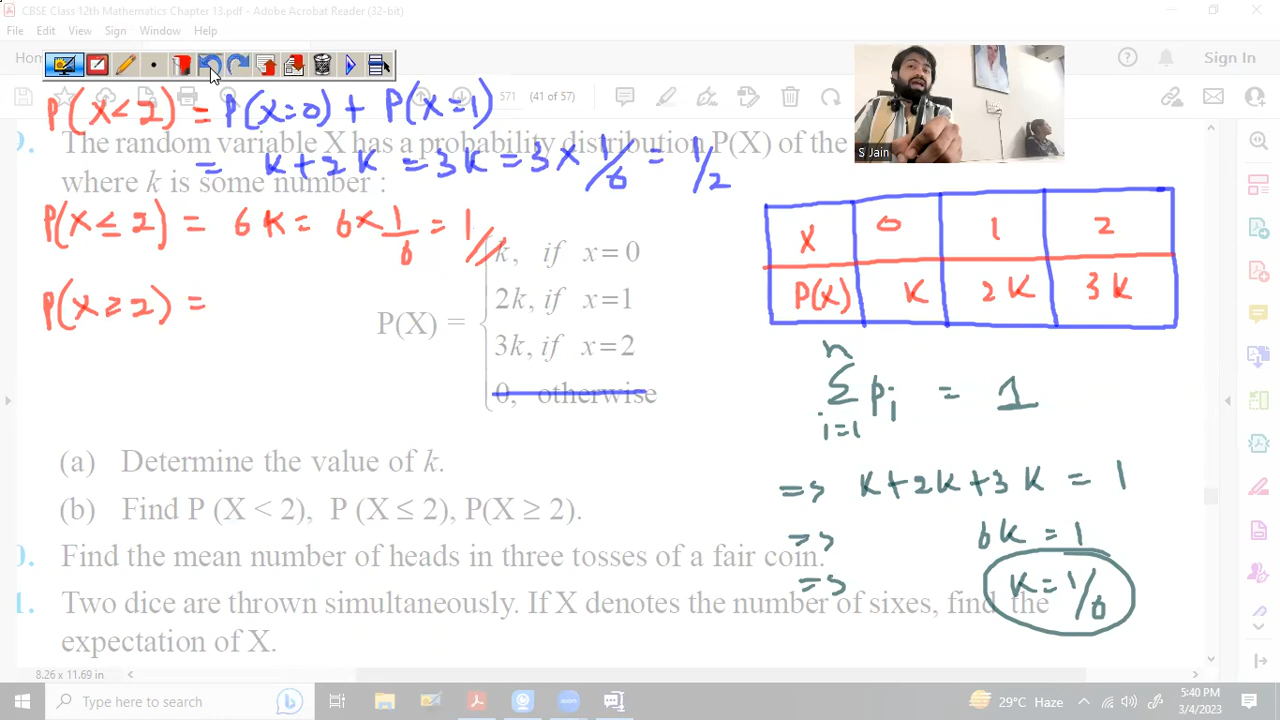 CBSE Class 12th Mathematics Chapter 13.pdf - Adobe Acrobat Reader (32-bit)
File Edit View Sign Window Help
Sign In
571 (41 of 57)
P(X<2) = P(X=0) + P(X=1)
9. The random variable X has a probability distribution P(X) of the
= K+2K = 3K = 3 × 1/6 = 1/2
where k is some number :
P(X≤2) = 6K = 6×1/6 = 1
P(X≥2) =
P(X) =
k, if x=0
2k, if x=1
3k, if x=2
0, otherwise
S Jain
X 0 1 2
P(X) K 2K 3K
n
Σ pi = 1
i=1
=> K+2K+3K = 1
=> 6K = 1
=> K = 1/6
(a) Determine the value of k.
(b) Find P (X < 2), P (X ≤ 2), P(X ≥ 2).
0. Find the mean number of heads in three tosses of a fair coin.
1. Two dice are thrown simultaneously. If X denotes the number of sixes, find the
expectation of X.
8.26 x 11.69 in
Type here to search
29°C Haze
5:40 PM
3/4/2023